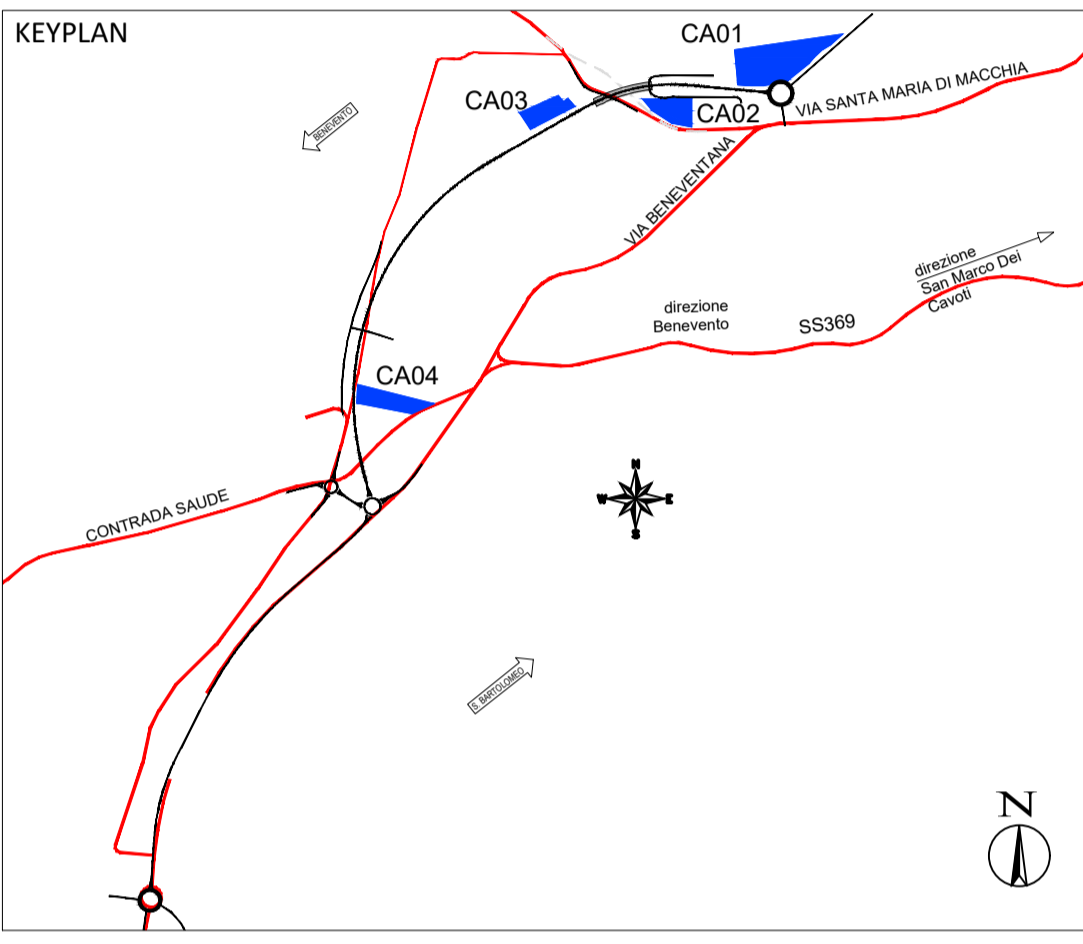 KEYPLAN
CA01
CA03
CA02
VIA SANTA MARIA DI MACCHIA
BENEVENTO
VIA BENEVENTANA
direzione
San Marco Dei
Cavoti
direzione
Benevento
SS369
CA04
N
W
E
S
CONTRADA SAUDE
S. BARTOLOMEO
N